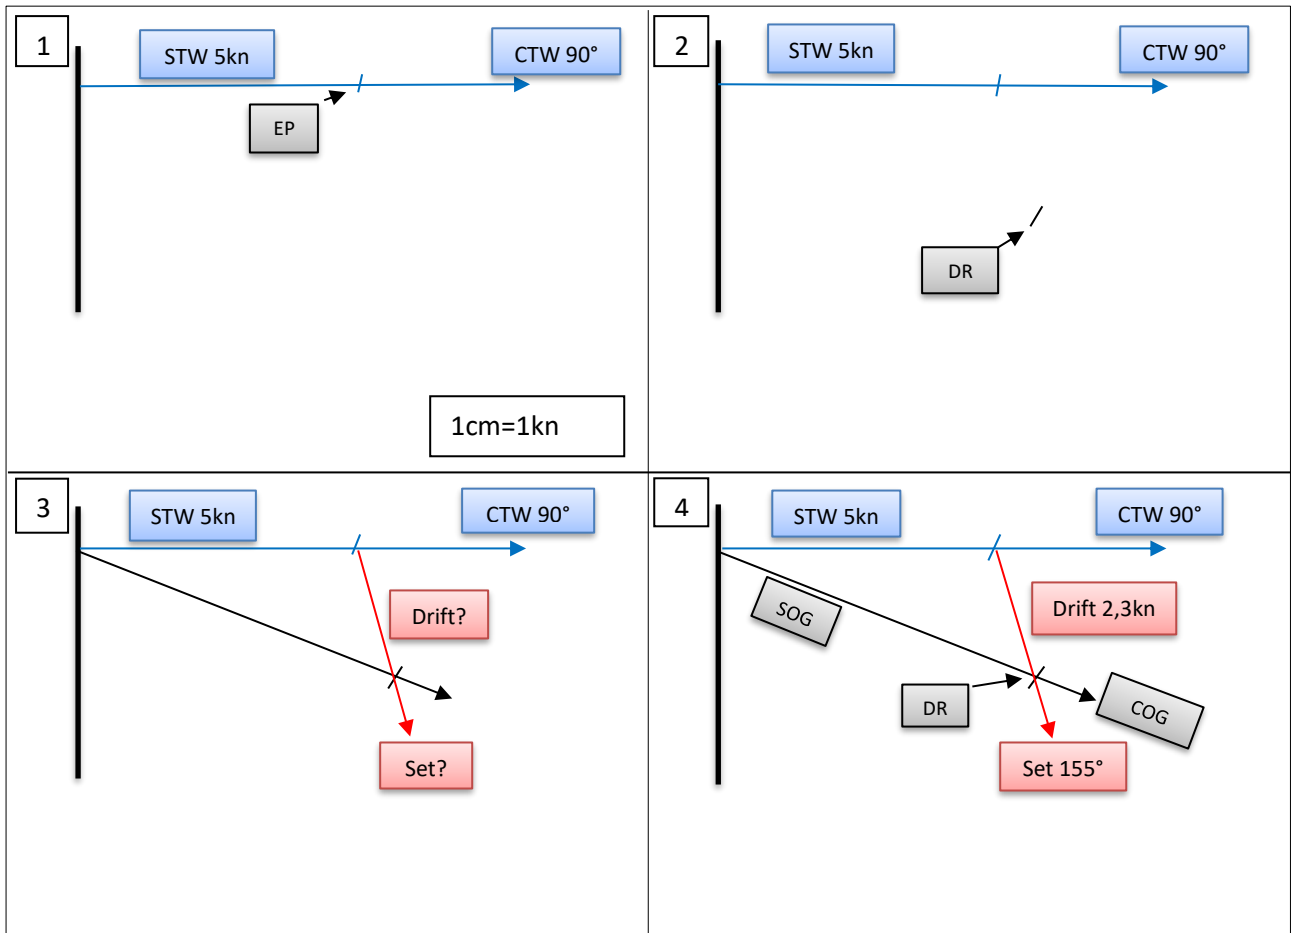 1
STW 5kn
CTW 90°
EP
1cm=1kn
2
STW 5kn
CTW 90°
DR
3
STW 5kn
CTW 90°
Drift?
Set?
4
STW 5kn
CTW 90°
SOG
Drift 2,3kn
DR
COG
Set 155°